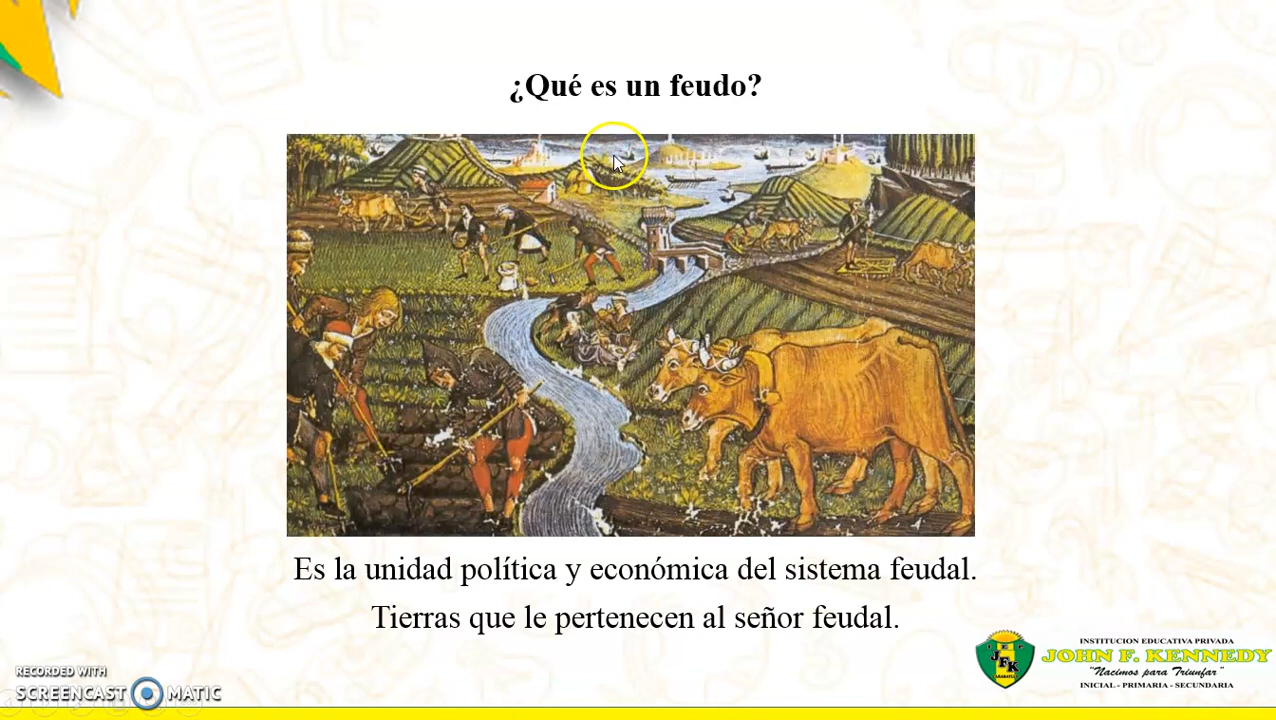 ¿Qué es un feudo?
Es la unidad política y económica del sistema feudal.
Tierras que le pertenecen al señor feudal.
INSTITUCION EDUCATIVA PRIVADA
JOHN F. KENNEDY
"Nacimos para Triunfar"
INICIAL - PRIMARIA - SECUNDARIA
I E P
JFK
RECORDED WITH
SCREENCAST MATIC